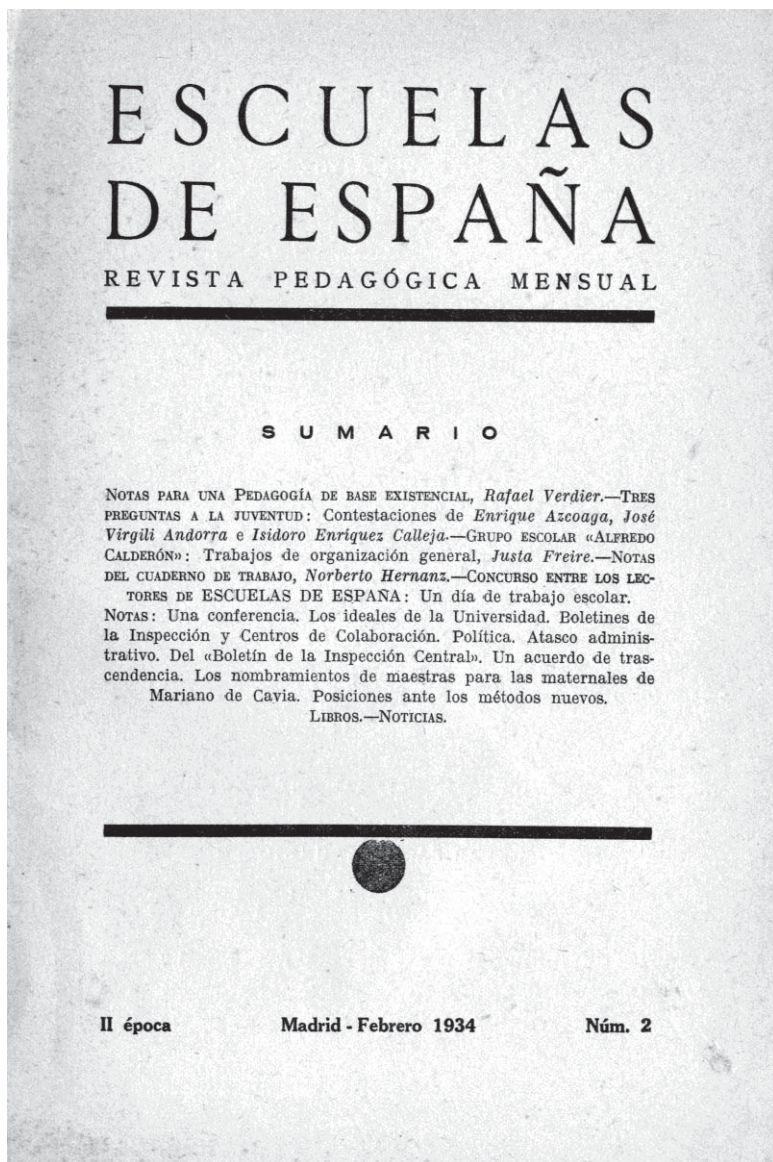 ESCUELAS
DE ESPAÑA
REVISTA PEDAGÓGICA MENSUAL
SUMARIO
NOTAS PARA UNA PEDAGOGÍA DE BASE EXISTENCIAL, Rafael Verdier.—TRES
PREGUNTAS A LA JUVENTUD: Contestaciones de Enrique Azcoaga, José
Virgili Andorra e Isidoro Enríquez Calleja.—GRUPO ESCOLAR «ALFREDO
CALDERÓN»: Trabajos de organización general, Justa Freire.—NOTAS
DEL CUADERNO DE TRABAJO, Norberto Hernanz.—CONCURSO ENTRE LOS LEC-
TORES DE ESCUELAS DE ESPAÑA: Un día de trabajo escolar.
NOTAS: Una conferencia. Los ideales de la Universidad. Boletines de
la Inspección y Centros de Colaboración. Política. Atasco adminis-
trativo. Del «Boletín de la Inspección Central». Un acuerdo de tras-
cendencia. Los nombramientos de maestras para las maternales de
Mariano de Cavia. Posiciones ante los métodos nuevos.
LIBROS.—NOTICIAS.
II época Madrid - Febrero 1934 Núm. 2